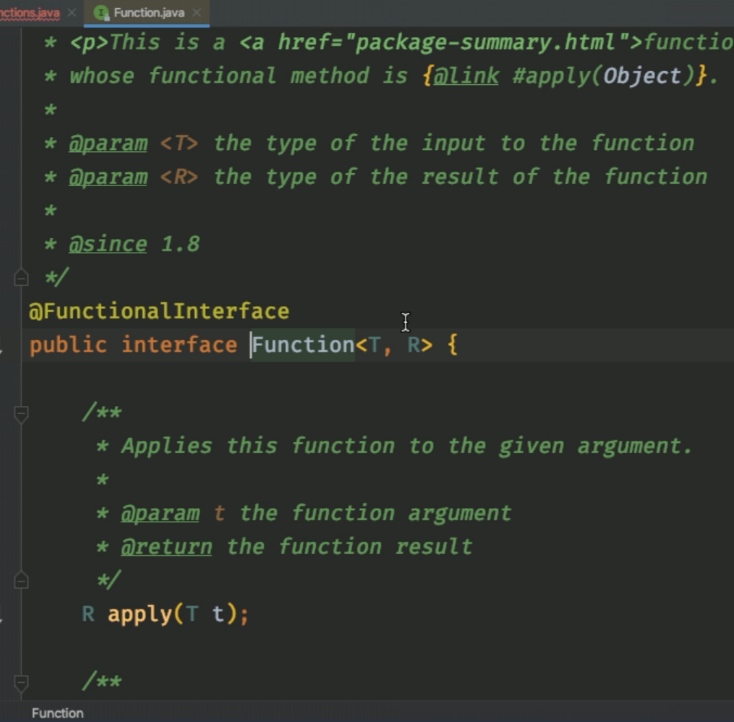 nctions.java
Function.java
* <p>This is a <a href="package-summary.html">functio
* whose functional method is {@link #apply(Object)}.
*
* @param <T> the type of the input to the function
* @param <R> the type of the result of the function
*
* @since 1.8
*/
@FunctionalInterface
public interface Function<T, R> {
/**
* Applies this function to the given argument.
*
* @param t the function argument
* @return the function result
*/
R apply(T t);
/**
Function